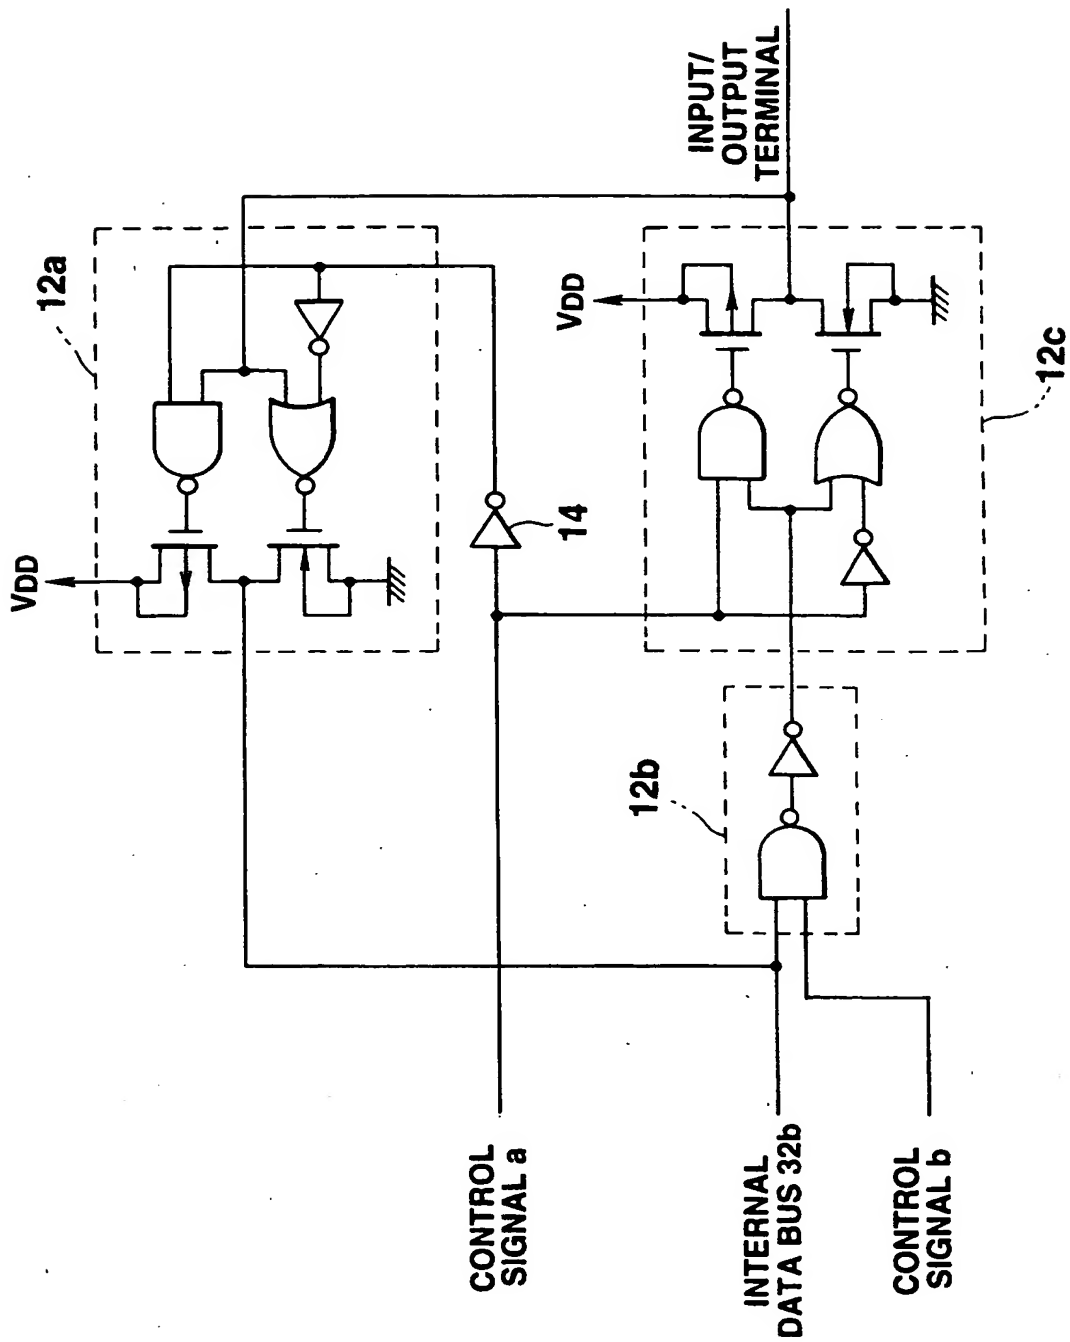 12a
VDD
INPUT/
OUTPUT
TERMINAL
VDD
14
12c
12b
CONTROL
SIGNAL a
INTERNAL
DATA BUS 32b
CONTROL
SIGNAL b